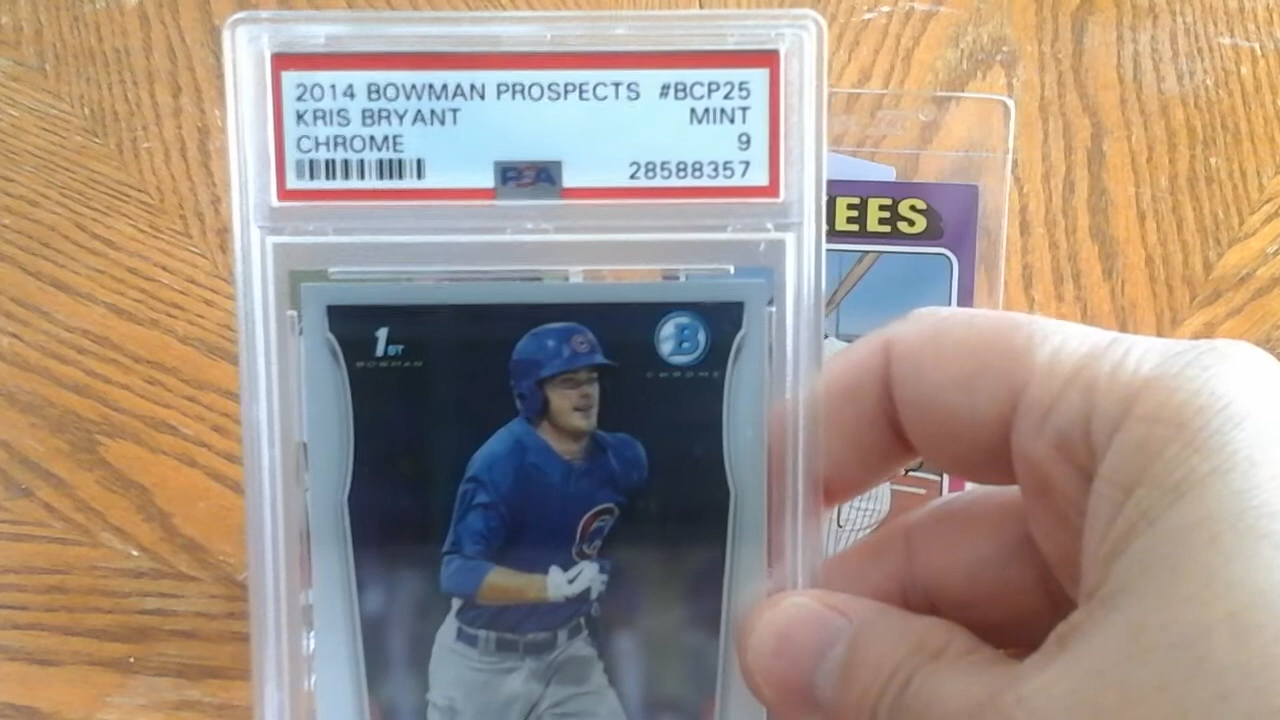 2014 BOWMAN PROSPECTS #BCP25
KRIS BRYANT MINT
CHROME 9
PSA 28588357
EES
1ST
BOWMAN
B
CHROME
C
C